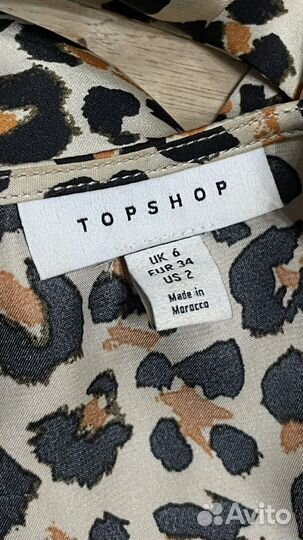 TOPSHOP
UK 6
EUR 34
US 2
Made in
Morocco
Avito